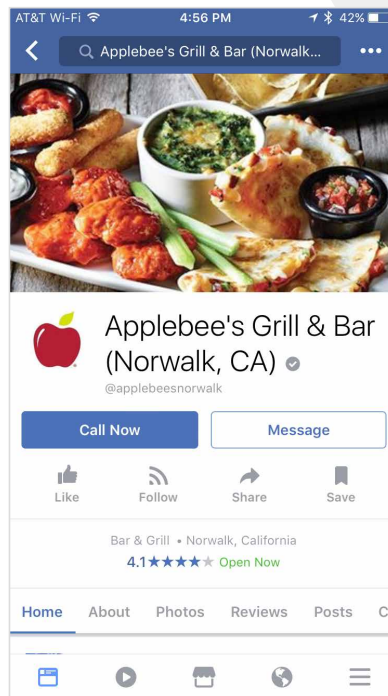 AT&T Wi-Fi 4:56 PM 42%
Applebee's Grill & Bar (Norwalk...
Applebee's Grill & Bar
(Norwalk, CA)
@applebeesnorwalk
Call Now Message
Like Follow Share Save
Bar & Grill • Norwalk, California
4.1★★★★★ Open Now
Home About Photos Reviews Posts C